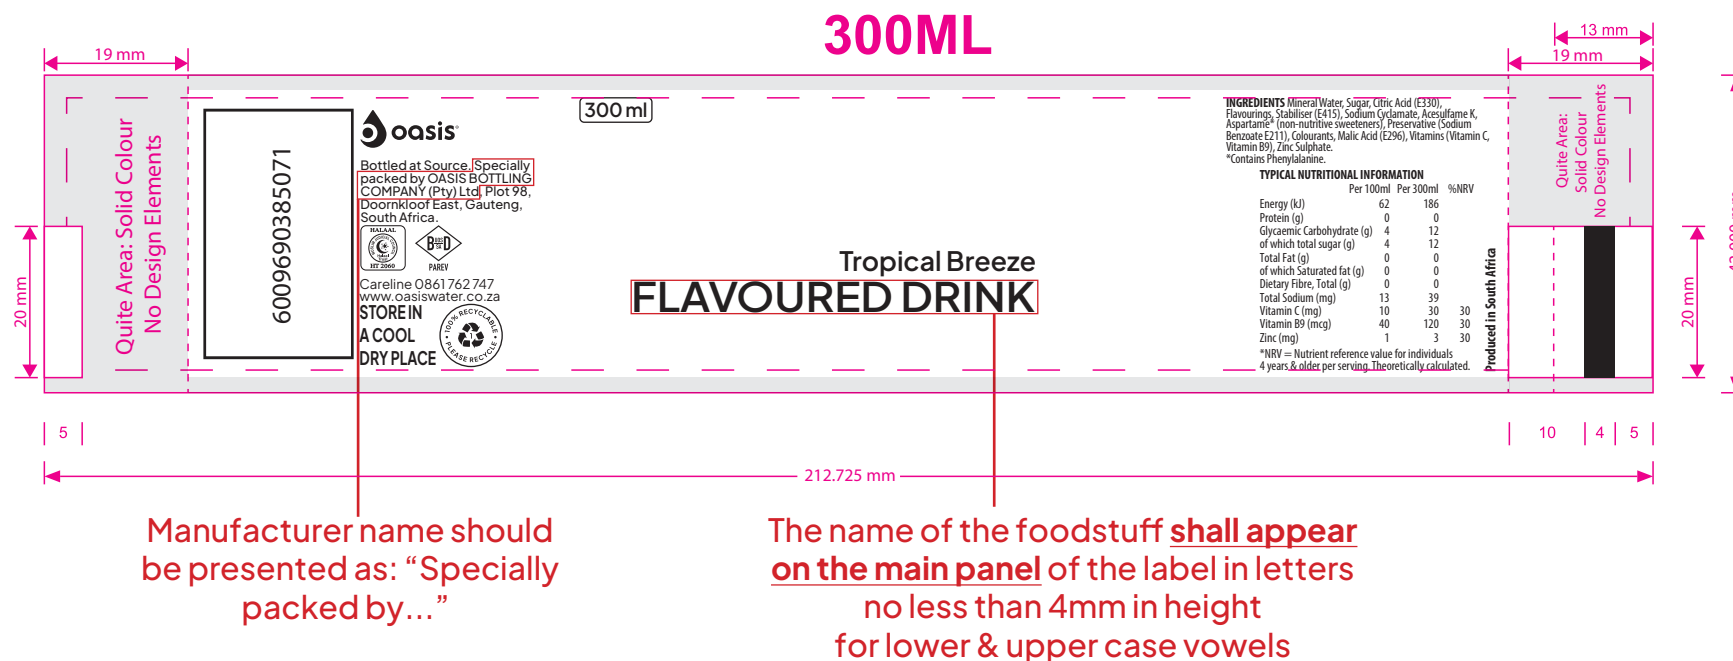 300ML
19 mm
13 mm
19 mm
Quite Area: Solid Colour
No Design Elements
20 mm
6009690385071
oasis
Bottled at Source. Specially
packed by OASIS BOTTLING
COMPANY (Pty) Ltd, Plot 98,
Doornkloof East, Gauteng,
South Africa.
HALAAL
HT 2060
PAREV
Careline 0861 762 747
www.oasiswater.co.za
STORE IN
A COOL
DRY PLACE
100% RECYCLABLE
1
PLEASE RECYCLE
300 ml
Tropical Breeze
FLAVOURED DRINK
INGREDIENTS Mineral Water, Sugar, Citric Acid (E330),
Flavourings, Stabiliser (E415), Sodium Cyclamate, Acesulfame K,
Aspartame* (non-nutritive sweeteners), Preservative (Sodium
Benzoate E211), Colourants, Malic Acid (E296), Vitamins (Vitamin C,
Vitamin B9), Zinc Sulphate.
*Contains Phenylalanine.
TYPICAL NUTRITIONAL INFORMATION
Per 100ml Per 300ml %NRV
Energy (kJ) 62 186
Protein (g) 0 0
Glycaemic Carbohydrate (g) 4 12
of which total sugar (g) 4 12
Total Fat (g) 0 0
of which Saturated fat (g) 0 0
Dietary Fibre, Total (g) 0 0
Total Sodium (mg) 13 39
Vitamin C (mg) 10 30 30
Vitamin B9 (mcg) 40 120 30
Zinc (mg) 1 3 30
*NRV = Nutrient reference value for individuals
4 years & older per serving. Theoretically calculated.
Produced in South Africa
Quite Area:
Solid Colour
No Design Elements
20 mm
5
10
4
5
212.725 mm
Manufacturer name should
be presented as: “Specially
packed by...”
The name of the foodstuff shall appear
on the main panel of the label in letters
no less than 4mm in height
for lower & upper case vowels